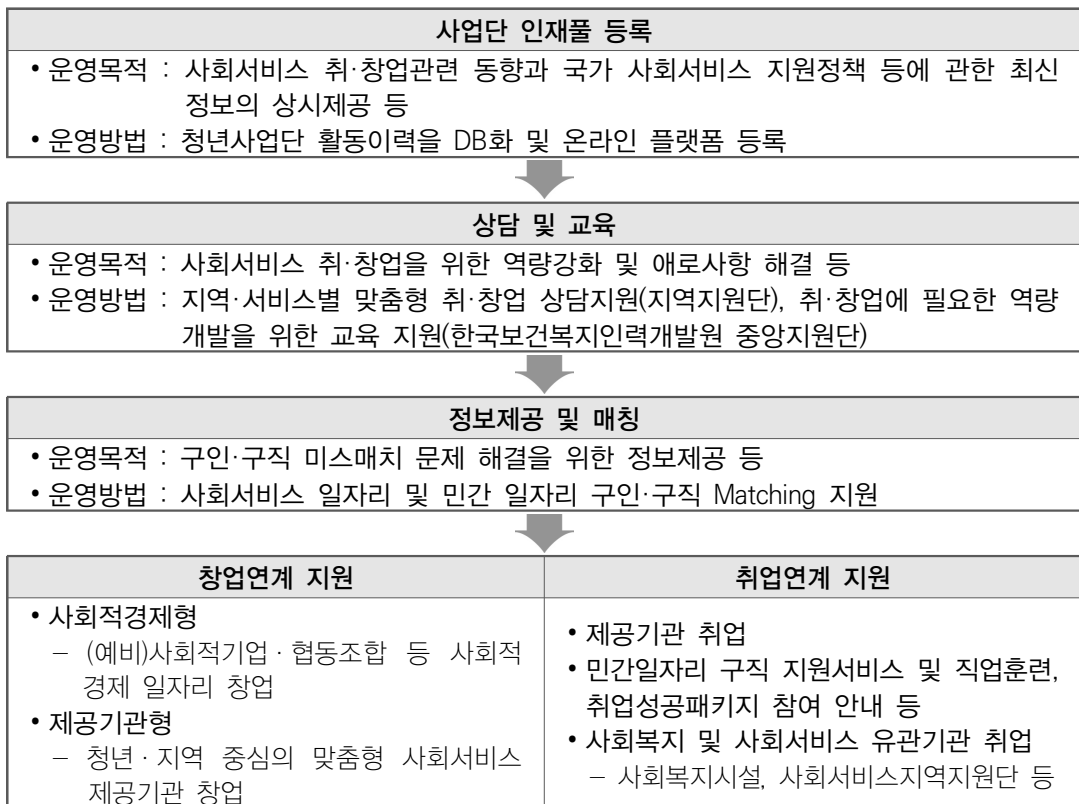 사업단 인재풀 등록
• 운영목적 : 사회서비스 취·창업관련 동향과 국가 사회서비스 지원정책 등에 관한 최신
정보의 상시제공 등
• 운영방법 : 청년사업단 활동이력을 DB화 및 온라인 플랫폼 등록
상담 및 교육
• 운영목적 : 사회서비스 취·창업을 위한 역량강화 및 애로사항 해결 등
• 운영방법 : 지역·서비스별 맞춤형 취·창업 상담지원(지역지원단), 취·창업에 필요한 역량
개발을 위한 교육 지원(한국보건복지인력개발원 중앙지원단)
정보제공 및 매칭
• 운영목적 : 구인·구직 미스매치 문제 해결을 위한 정보제공 등
• 운영방법 : 사회서비스 일자리 및 민간 일자리 구인·구직 Matching 지원
창업연계 지원
• 사회적경제형
– (예비)사회적기업·협동조합 등 사회적
경제 일자리 창업
• 제공기관형
– 청년·지역 중심의 맞춤형 사회서비스
제공기관 창업
취업연계 지원
• 제공기관 취업
• 민간일자리 구직 지원서비스 및 직업훈련,
취업성공패키지 참여 안내 등
• 사회복지 및 사회서비스 유관기관 취업
– 사회복지시설, 사회서비스지역지원단 등